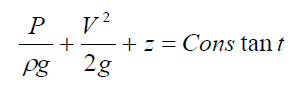 P/ρg + V²/2g + z = Cons tan t